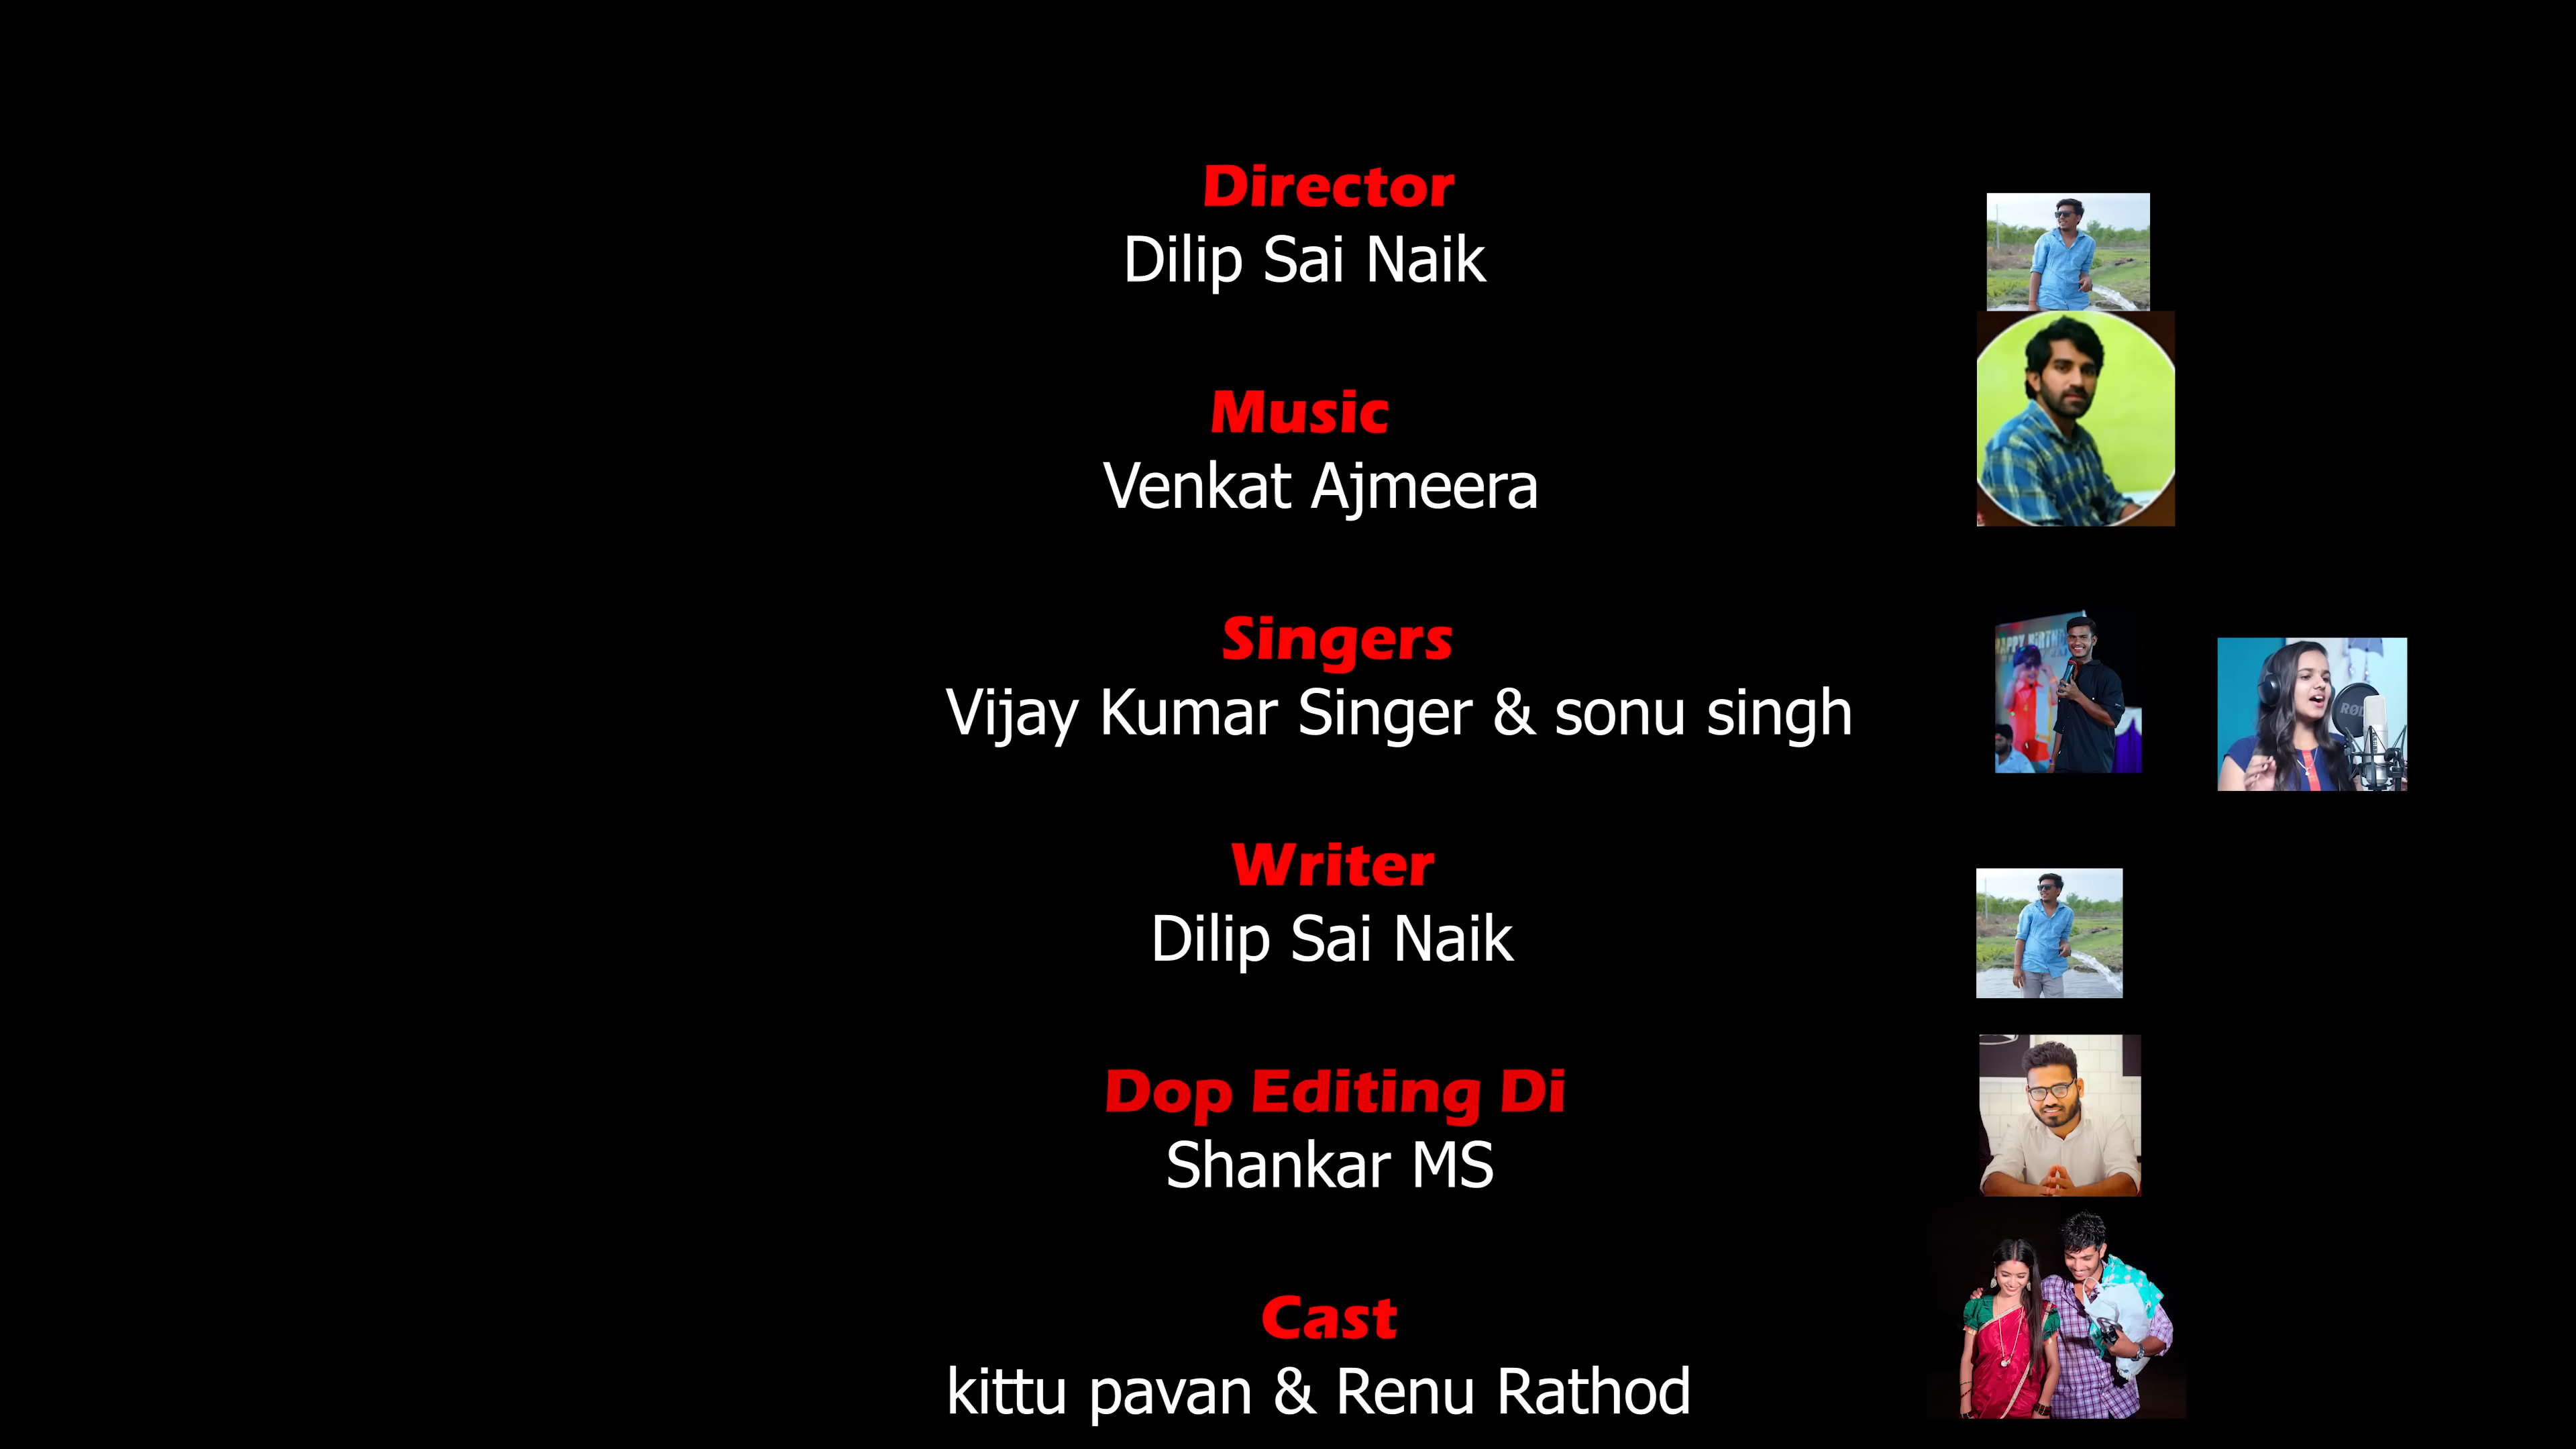 Director
Dilip Sai Naik
Music
Venkat Ajmeera
Singers
Vijay Kumar Singer & sonu singh
Writer
Dilip Sai Naik
Dop Editing Di
Shankar MS
Cast
kittu pavan & Renu Rathod